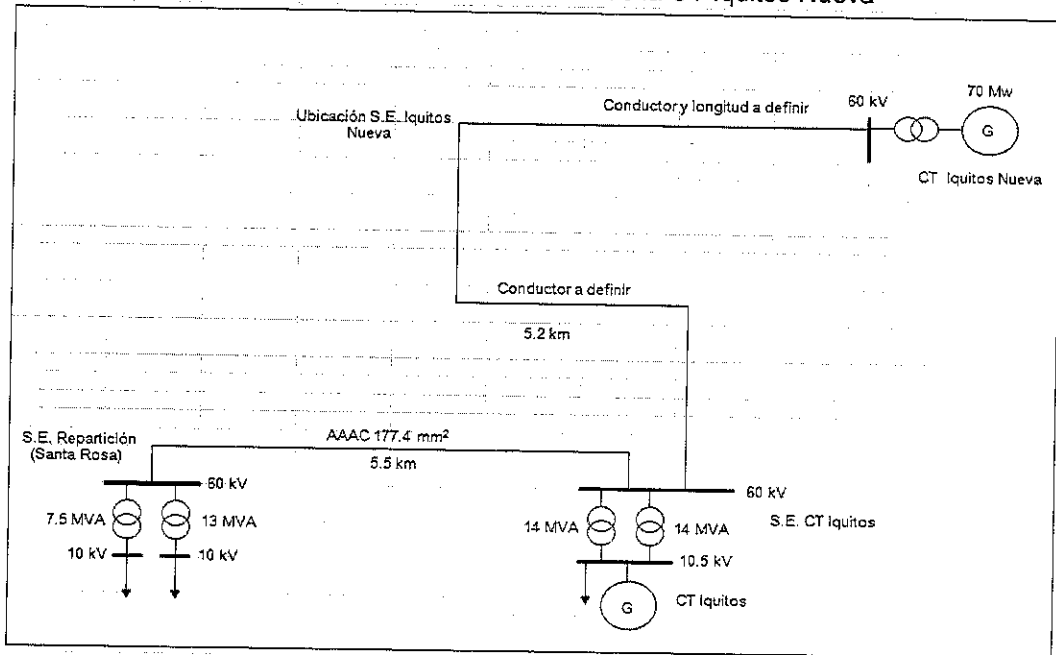 Iquitos Nueva
Conductor y longitud a definir
60 kV
70 Mw
Ubicación S.E. Iquitos
Nueva
G
CT Iquitos Nueva
Conductor a definir
5.2 km
S.E. Repartición
(Santa Rosa)
AAAC 177.4 mm²
5.5 km
60 kV
60 kV
7.5 MVA
13 MVA
14 MVA
14 MVA
S.E. CT Iquitos
10 kV
10 kV
10.5 kV
G
CT Iquitos